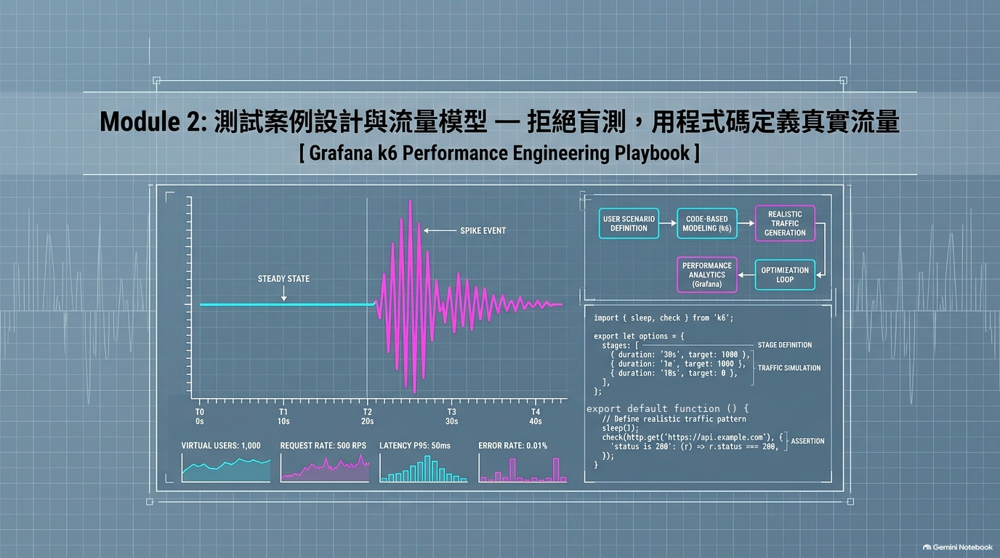 Module 2: 測試案例設計與流量模型 — 拒絕盲測，用程式碼定義真實流量
[ Grafana k6 Performance Engineering Playbook ]
SPIKE EVENT
STEADY STATE
T0
0s
T1
10s
T2
20s
T3
30s
T4
40s
VIRTUAL USERS: 1,000
REQUEST RATE: 500 RPS
LATENCY P95: 50ms
ERROR RATE: 0.01%
USER SCENARIO
DEFINITION
CODE-BASED
MODELING (k6)
REALISTIC
TRAFFIC
GENERATION
PERFORMANCE
ANALYTICS
(Grafana)
OPTIMIEATION
LOOP
import { sleep, check } from 'k6';
export let options = {
stages: [
STAGE DEFINITION
{ duration: '30s', target: 1000 },
{ duration: '1e', target: 1000 },
{ duration: '1Bs', target: 0 },
TRAFFIC SIMULATION
],
};
export default function () {
// Define realistic traffic pattern
sleep(1);
check(http.get('https://api.example.com'), {
'status is 200': (r) => r.status === 200,
ASSERTION
});
}
Gemini Notebook